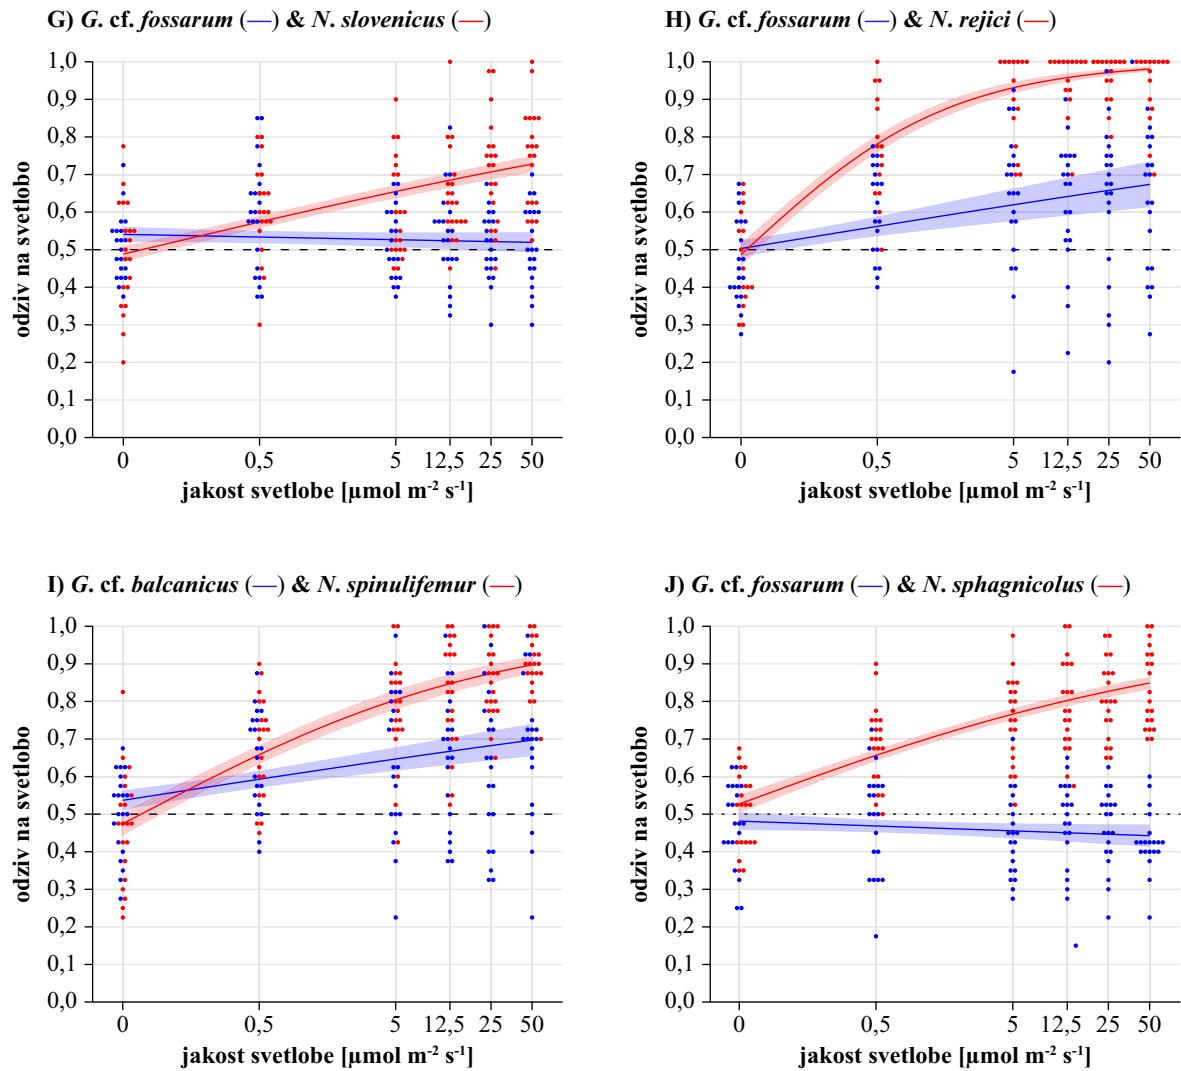 G) G. cf. fossarum (—) & N. slovenicus (—)
1,0
0,9
0,8
0,7
0,6
0,5
0,4
0,3
0,2
0,1
0,0
odziv na svetlobo
0 0,5 5 12,5 25 50
jakost svetlobe [µmol m⁻² s⁻¹]
H) G. cf. fossarum (—) & N. rejici (—)
1,0
0,9
0,8
0,7
0,6
0,5
0,4
0,3
0,2
0,1
0,0
odziv na svetlobo
0 0,5 5 12,5 25 50
jakost svetlobe [µmol m⁻² s⁻¹]
I) G. cf. balcanicus (—) & N. spinulifemur (—)
1,0
0,9
0,8
0,7
0,6
0,5
0,4
0,3
0,2
0,1
0,0
odziv na svetlobo
0 0,5 5 12,5 25 50
jakost svetlobe [µmol m⁻² s⁻¹]
J) G. cf. fossarum (—) & N. sphagnicolus (—)
1,0
0,9
0,8
0,7
0,6
0,5
0,4
0,3
0,2
0,1
0,0
odziv na svetlobo
0 0,5 5 12,5 25 50
jakost svetlobe [µmol m⁻² s⁻¹]